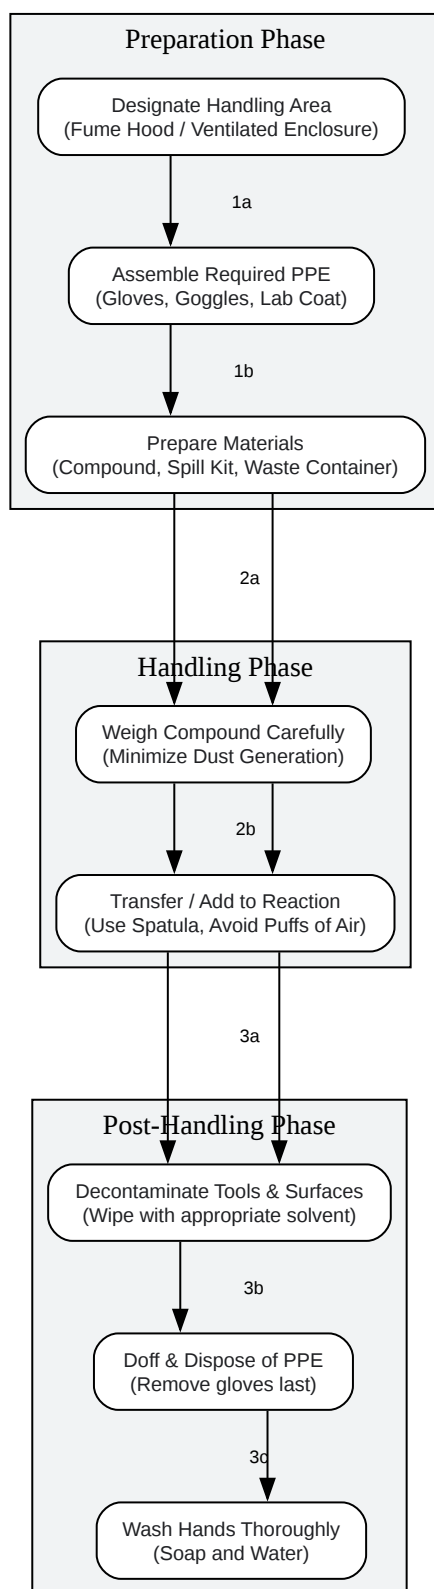 Preparation Phase
Designate Handling Area
(Fume Hood / Ventilated Enclosure)
1a
Assemble Required PPE
(Gloves, Goggles, Lab Coat)
1b
Prepare Materials
(Compound, Spill Kit, Waste Container)
2a
Handling Phase
Weigh Compound Carefully
(Minimize Dust Generation)
2b
Transfer / Add to Reaction
(Use Spatula, Avoid Puffs of Air)
3a
Post-Handling Phase
Decontaminate Tools & Surfaces
(Wipe with appropriate solvent)
3b
Doff & Dispose of PPE
(Remove gloves last)
3c
Wash Hands Thoroughly
(Soap and Water)